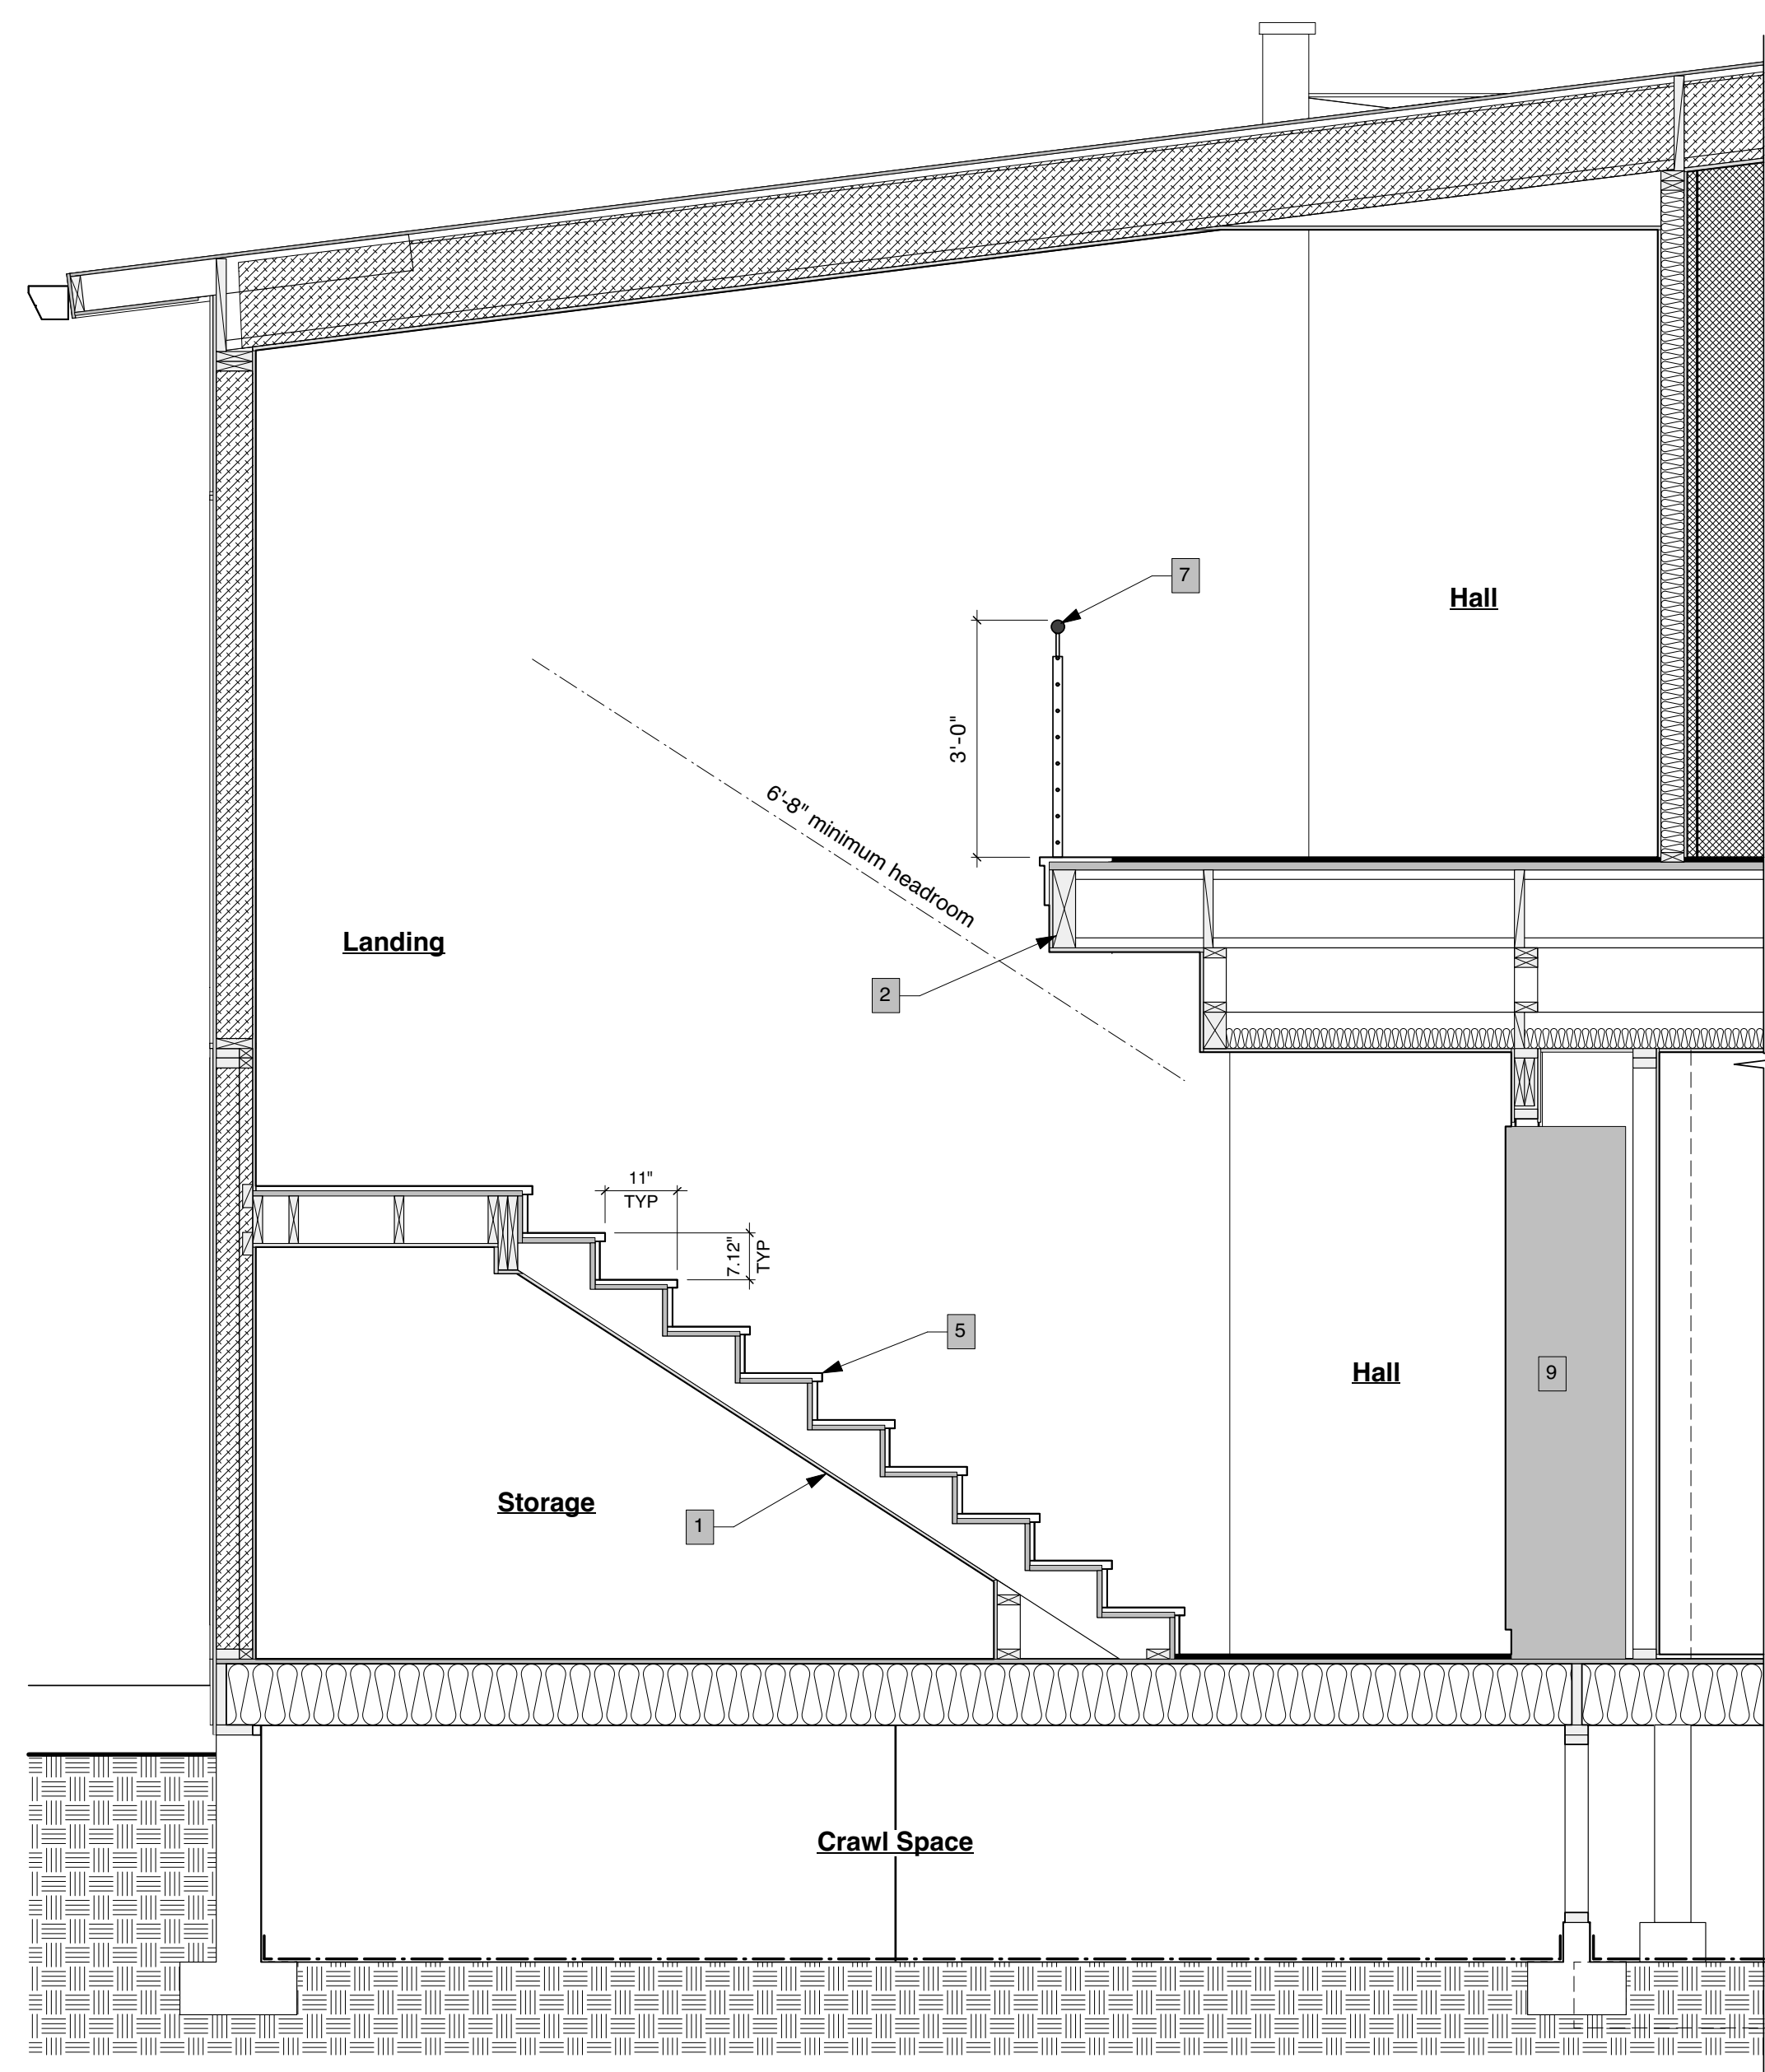 7
Hall
3'-0"
6'-8" minimum headroom
Landing
2
11"
TYP
7.12"
TYP
5
Hall
9
Storage
1
Crawl Space